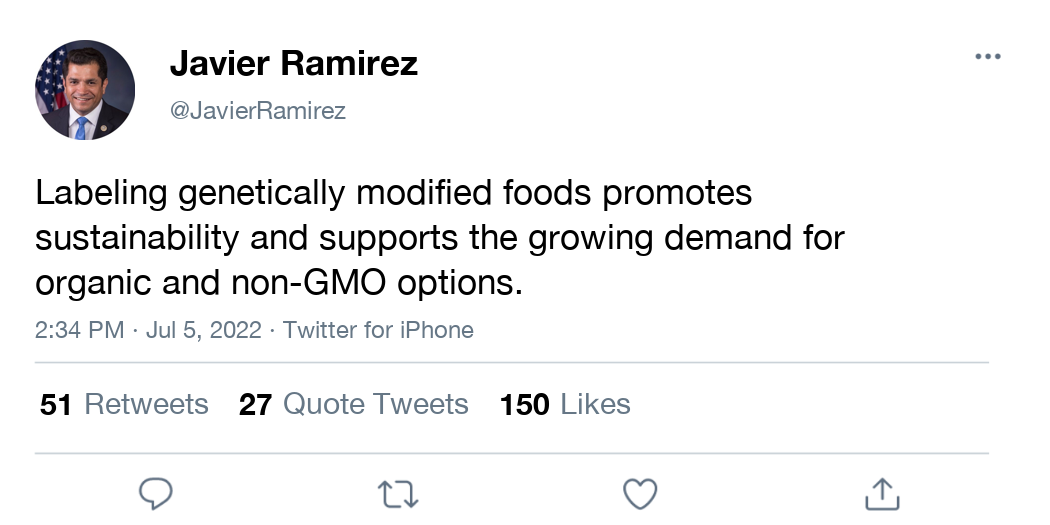 Javier Ramirez
@JavierRamirez
Labeling genetically modified foods promotes
sustainability and supports the growing demand for
organic and non-GMO options.
2:34 PM · Jul 5, 2022 · Twitter for iPhone
51 Retweets 27 Quote Tweets 150 Likes